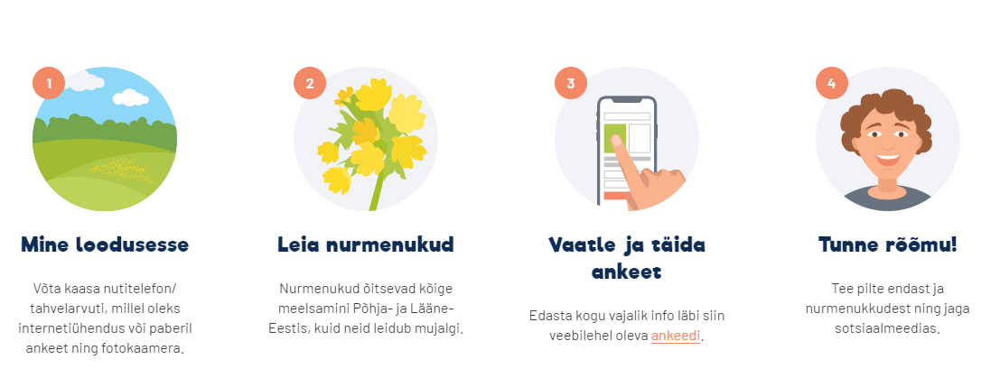 1
Mine loodusesse
Võta kaasa nutitelefon/
tahvelarvuti, millel oleks
internetiühendus või paberil
ankeet ning fotokaamera.
2
Leia nurmenukud
Nurmenukud õitsevad kõige
meelsamini Põhja- ja Lääne-
Eestis, kuid neid leidub mujalgi.
3
Vaatle ja täida
ankeet
Edasta kogu vajalik info läbi siin
veebilehel oleva ankeedi.
4
Tunne rõõmu!
Tee pilte endast ja
nurmenukkudest ning jaga
sotsiaalmeedias.